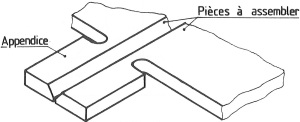 Pièces à assembler
Appendice